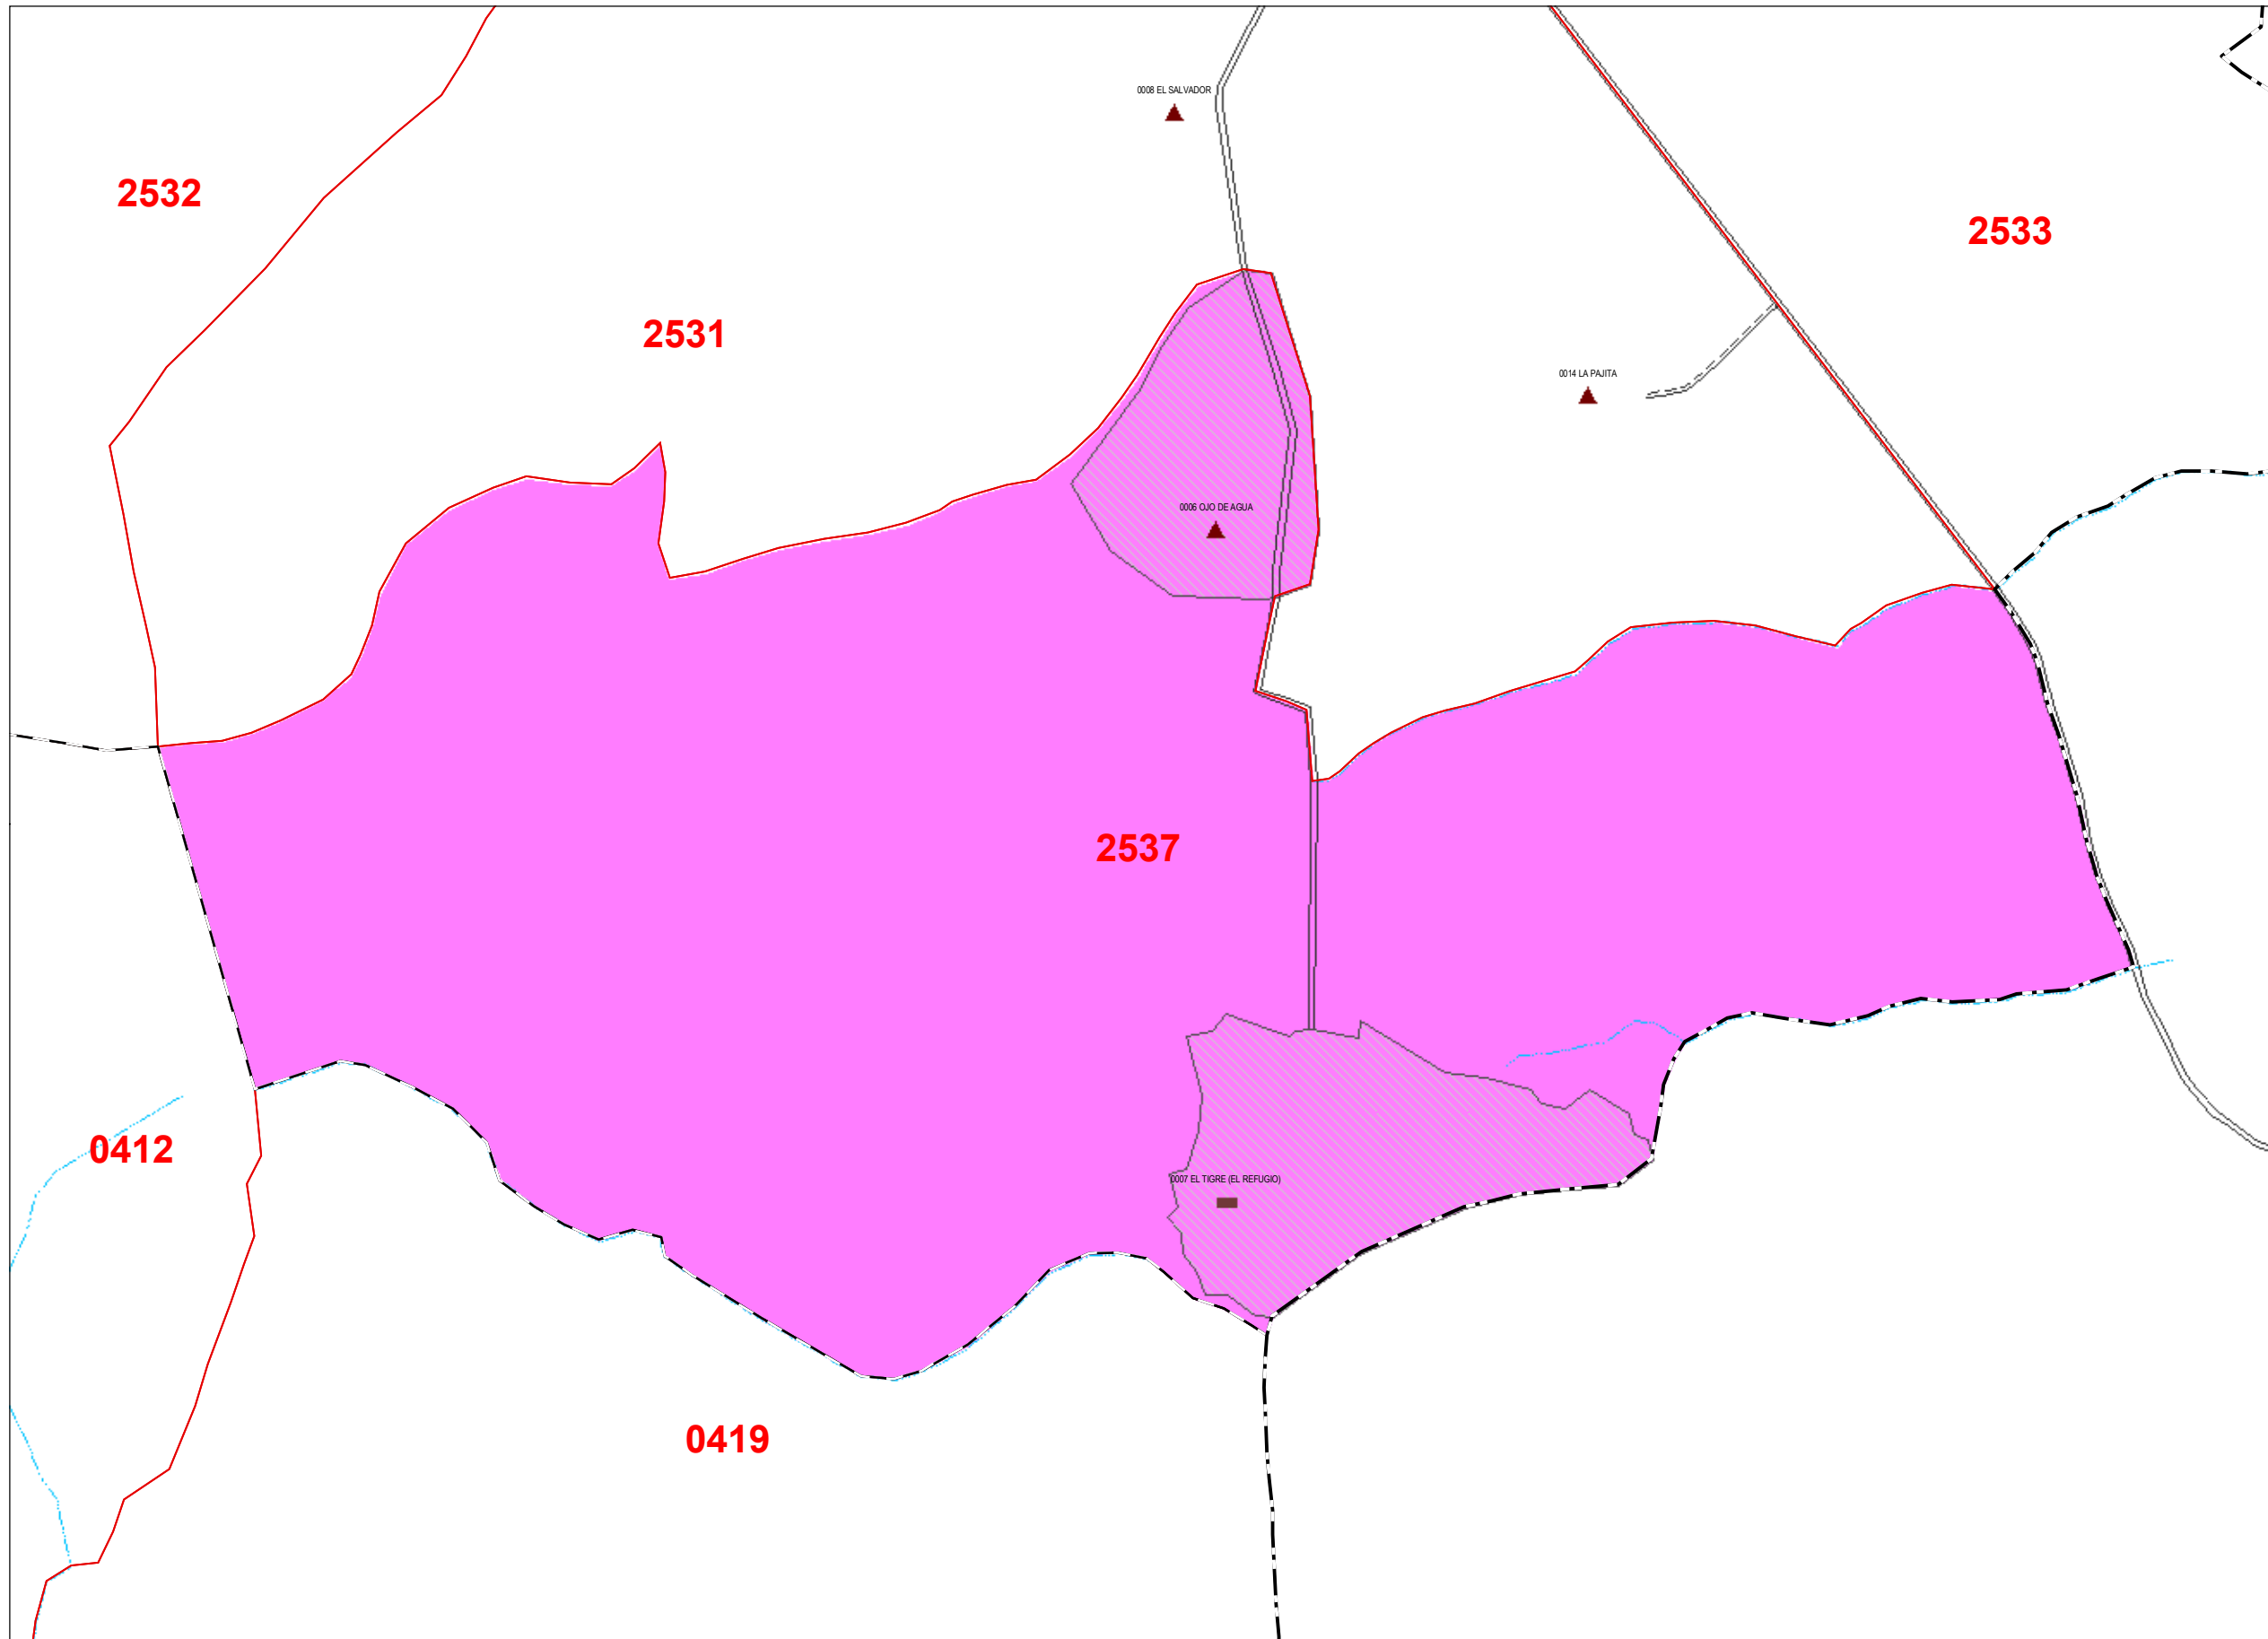 0008 EL SALVADOR
2532
2533
2531
0014 LA PAJITA
0006 OJO DE AGUA
2537
0412
0007 EL TIGRE (EL REFUGIO)
0419